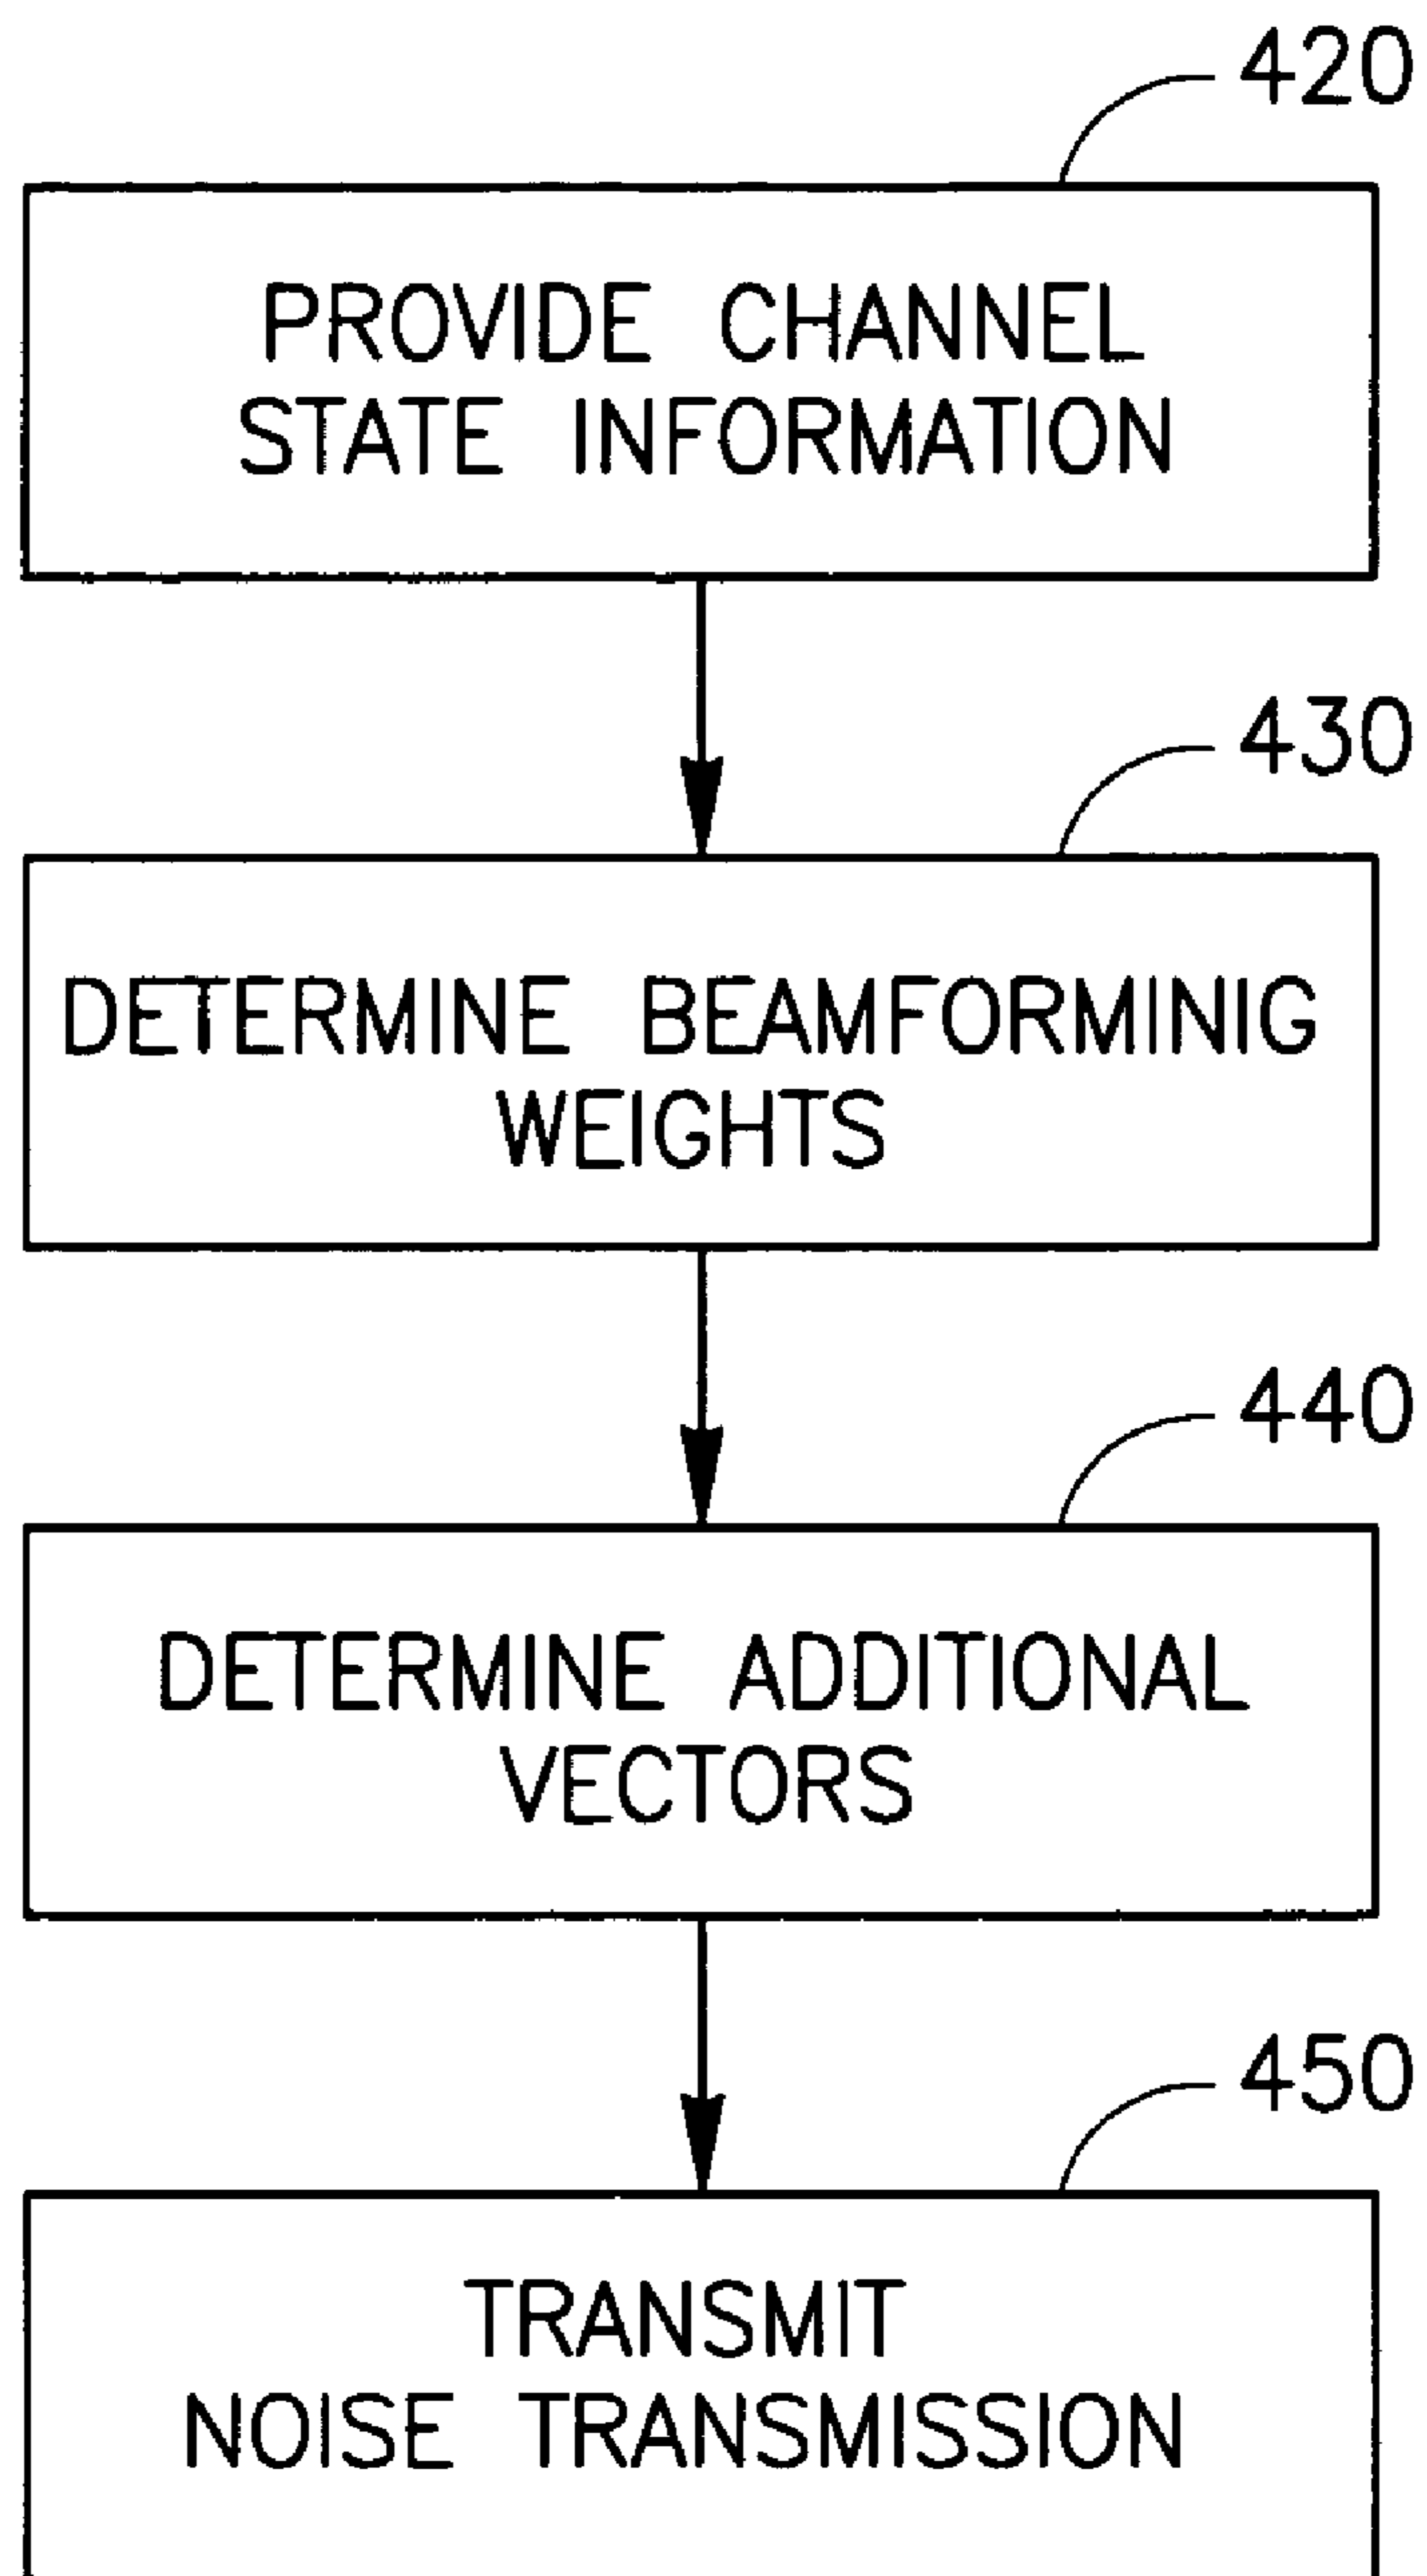 420
PROVIDE CHANNEL
STATE INFORMATION
430
DETERMINE BEAMFORMINIG
WEIGHTS
440
DETERMINE ADDITIONAL
VECTORS
450
TRANSMIT
NOISE TRANSMISSION